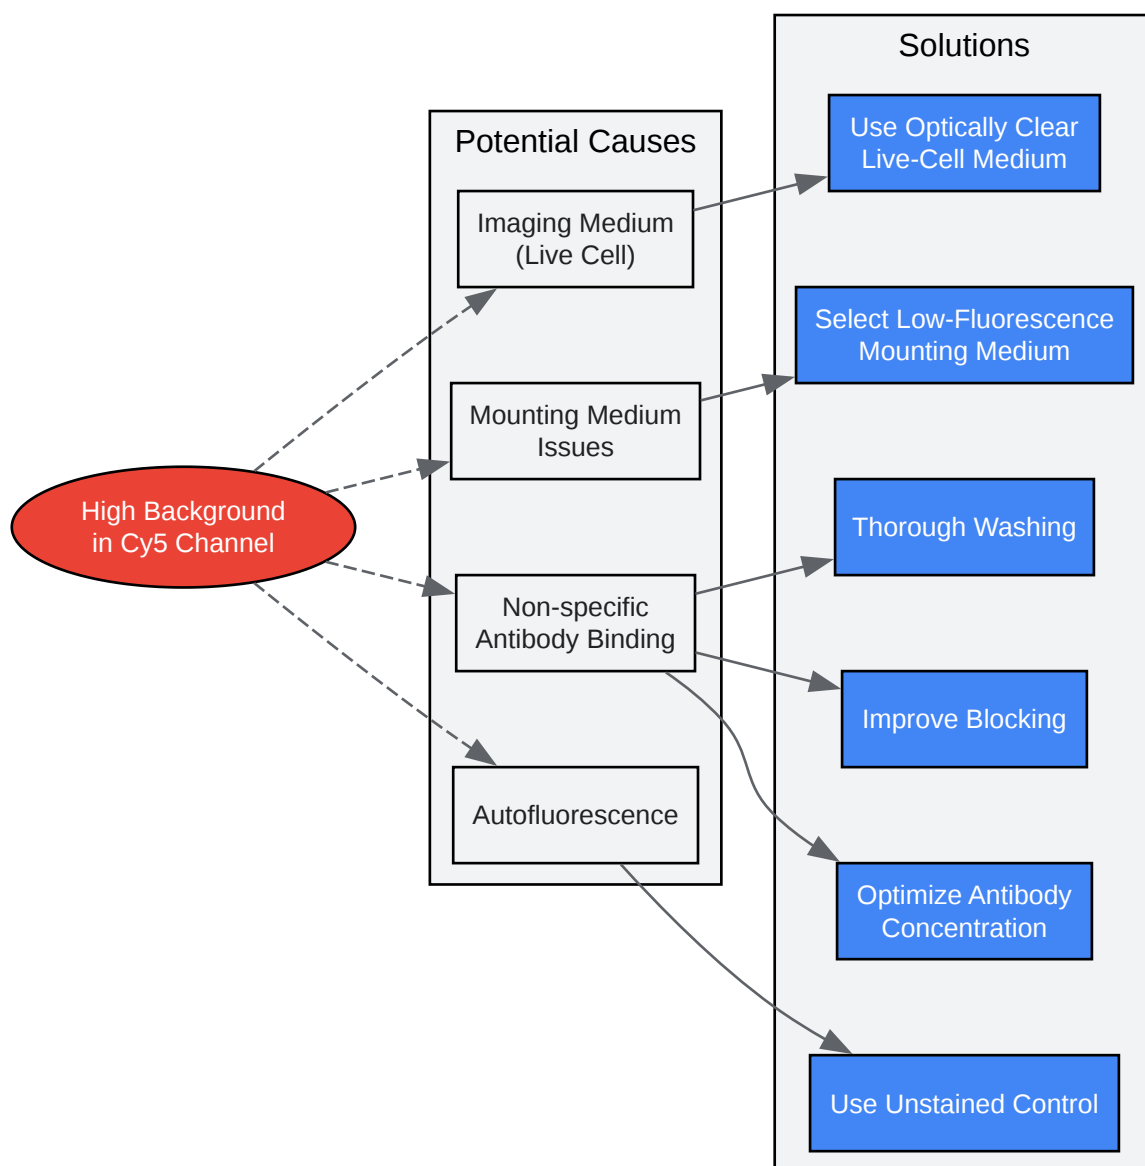 High Background
in Cy5 Channel
Potential Causes
Imaging Medium
(Live Cell)
Mounting Medium
Issues
Non-specific
Antibody Binding
Autofluorescence
Solutions
Use Optically Clear
Live-Cell Medium
Select Low-Fluorescence
Mounting Medium
Thorough Washing
Improve Blocking
Optimize Antibody
Concentration
Use Unstained Control